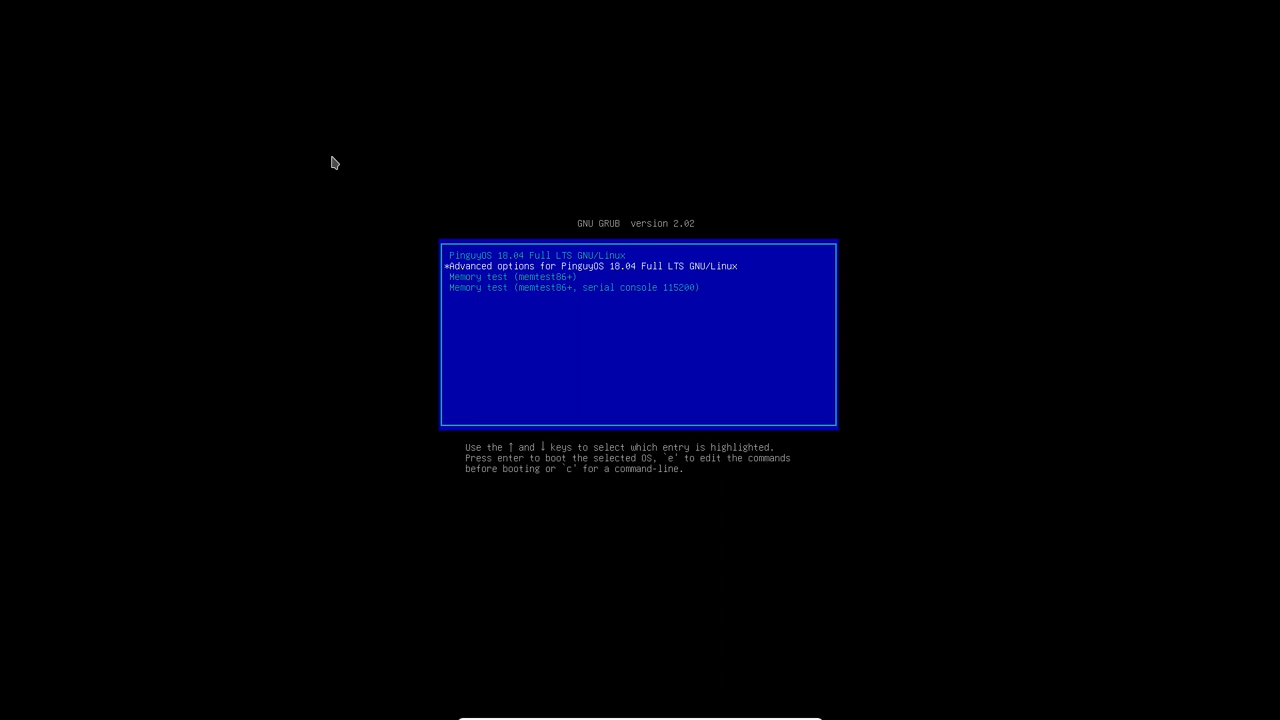 GNU GRUB  version 2.02
PinguyOS 18.04 Full LTS GNU/Linux
*Advanced options for PinguyOS 18.04 Full LTS GNU/Linux
Memory test (memtest86+)
Memory test (memtest86+, serial console 115200)
Use the ↑ and ↓ keys to select which entry is highlighted.
Press enter to boot the selected OS, `e' to edit the commands
before booting or `c' for a command-line.